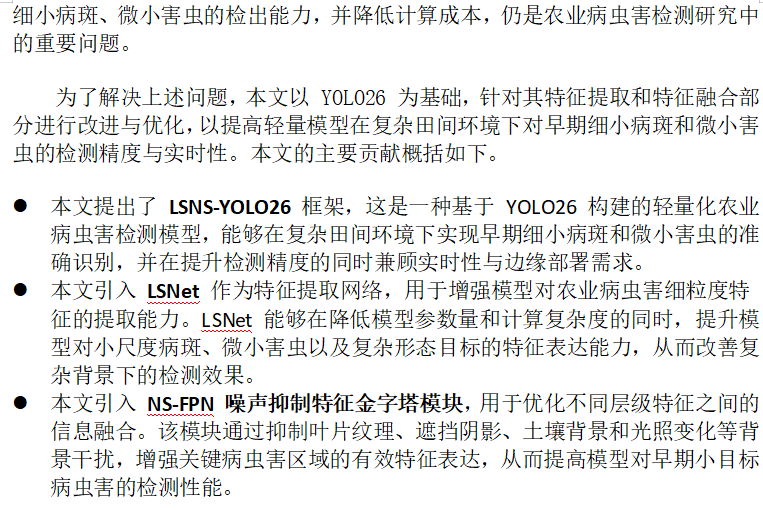 细小病斑、微小害虫的检出能力，并降低计算成本，仍是农业病虫害检测研究中
的重要问题。
为了解决上述问题，本文以 YOLO26 为基础，针对其特征提取和特征融合部
分进行改进与优化，以提高轻量模型在复杂田间环境下对早期细小病斑和微小害
虫的检测精度与实时性。本文的主要贡献概括如下。
● 本文提出了 LSNS-YOLO26 框架，这是一种基于 YOLO26 构建的轻量化农业
病虫害检测模型，能够在复杂田间环境下实现早期细小病斑和微小害虫的准
确识别，并在提升检测精度的同时兼顾实时性与边缘部署需求。
● 本文引入 LSNet 作为特征提取网络，用于增强模型对农业病虫害细粒度特
征的提取能力。LSNet 能够在降低模型参数量和计算复杂度的同时，提升模
型对小尺度病斑、微小害虫以及复杂形态目标的特征表达能力，从而改善复
杂背景下的检测效果。
● 本文引入 NS-FPN 噪声抑制特征金字塔模块，用于优化不同层级特征之间的
信息融合。该模块通过抑制叶片纹理、遮挡阴影、土壤背景和光照变化等背
景干扰，增强关键病虫害区域的有效特征表达，从而提高模型对早期小目标
病虫害的检测性能。